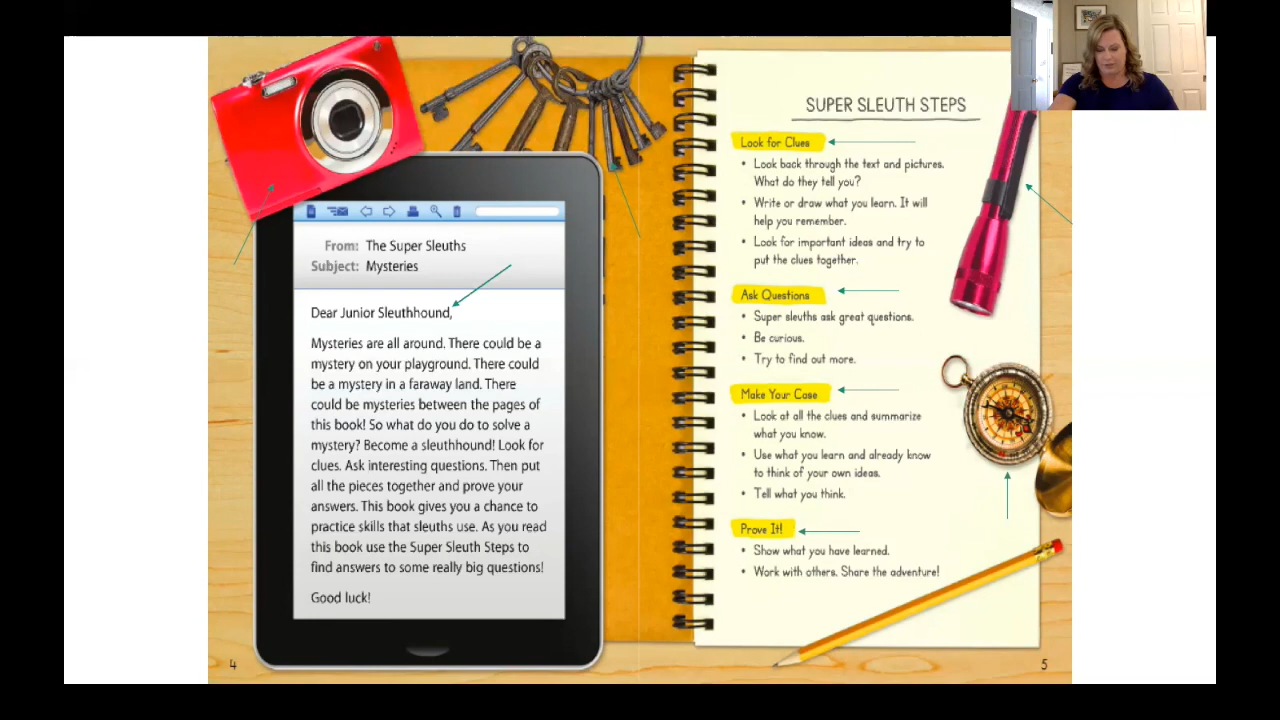 From: The Super Sleuths
Subject: Mysteries
Dear Junior Sleuthhound,
Mysteries are all around. There could be a
mystery on your playground. There could
be a mystery in a faraway land. There
could be mysteries between the pages of
this book! So what do you do to solve a
mystery? Become a sleuthhound! Look for
clues. Ask interesting questions. Then put
all the pieces together and prove your
answers. This book gives you a chance to
practice skills that sleuths use. As you read
this book use the Super Sleuth Steps to
find answers to some really big questions!
Good luck!
4
SUPER SLEUTH STEPS
Look for Clues
• Look back through the text and pictures.
What do they tell you?
• Write or draw what you learn. It will
help you remember.
• Look for important ideas and try to
put the clues together.
Ask Questions
• Super sleuths ask great questions.
• Be curious.
• Try to find out more.
Make Your Case
• Look at all the clues and summarize
what you know.
• Use what you learn and already know
to think of your own ideas.
• Tell what you think.
Prove It!
• Show what you have learned.
• Work with others. Share the adventure!
5